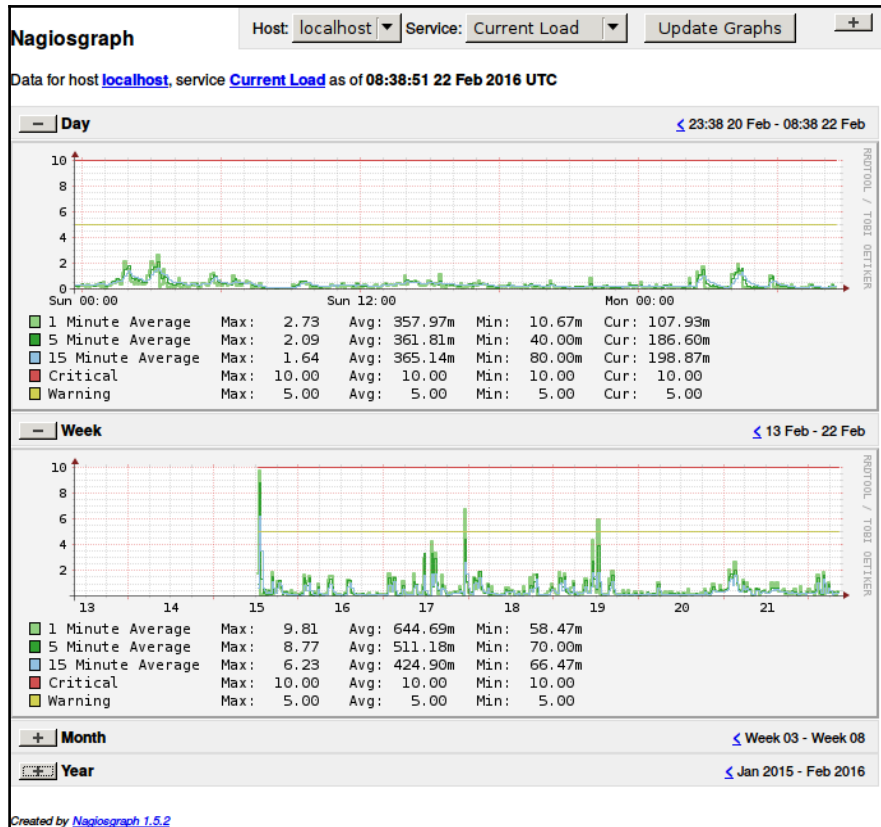 Nagiosgraph
Host: localhost Service: Current Load Update Graphs +
Data for host localhost, service Current Load as of 08:38:51 22 Feb 2016 UTC
— Day < 23:38 20 Feb - 08:38 22 Feb
RRDTOOL / TOBI OETIKER
10
8
6
4
2
0
Sun 00:00 Sun 12:00 Mon 00:00
1 Minute Average Max: 2.73 Avg: 357.97m Min: 10.67m Cur: 107.93m
5 Minute Average Max: 2.09 Avg: 361.81m Min: 40.00m Cur: 186.60m
15 Minute Average Max: 1.64 Avg: 365.14m Min: 80.00m Cur: 198.87m
Critical Max: 10.00 Avg: 10.00 Min: 10.00 Cur: 10.00
Warning Max: 5.00 Avg: 5.00 Min: 5.00 Cur: 5.00
— Week < 13 Feb - 22 Feb
RRDTOOL / TOBI OETIKER
10
8
6
4
2
13 14 15 16 17 18 19 20 21
1 Minute Average Max: 9.81 Avg: 644.69m Min: 58.47m
5 Minute Average Max: 8.77 Avg: 511.18m Min: 70.00m
15 Minute Average Max: 6.23 Avg: 424.90m Min: 66.47m
Critical Max: 10.00 Avg: 10.00 Min: 10.00
Warning Max: 5.00 Avg: 5.00 Min: 5.00
+ Month < Week 03 - Week 08
+ Year < Jan 2015 - Feb 2016
Created by Nagiosgraph 1.5.2